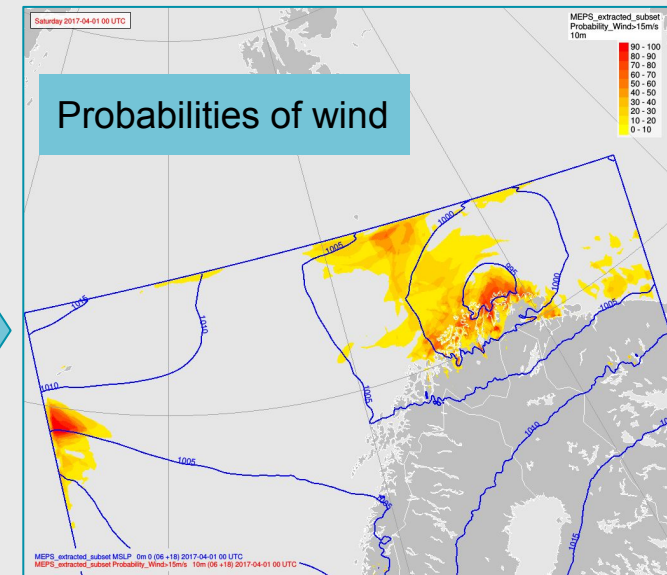 Saturday 2017-04-01 00 UTC
MEPS_extracted_subset
Probability_Wind>15m/s
10m
90 - 100
80 - 90
70 - 80
60 - 70
50 - 60
40 - 50
30 - 40
20 - 30
10 - 20
0 - 10
Probabilities of wind
1000
1005
995
1000
1015
1010
1005
1010
1005
1010
1005
1005
1015
MEPS_extracted_subset MSLP 0m 0 (06 +18) 2017-04-01 00 UTC
MEPS_extracted_subset Probability_Wind>15m/s 10m (06 +18) 2017-04-01 00 UTC